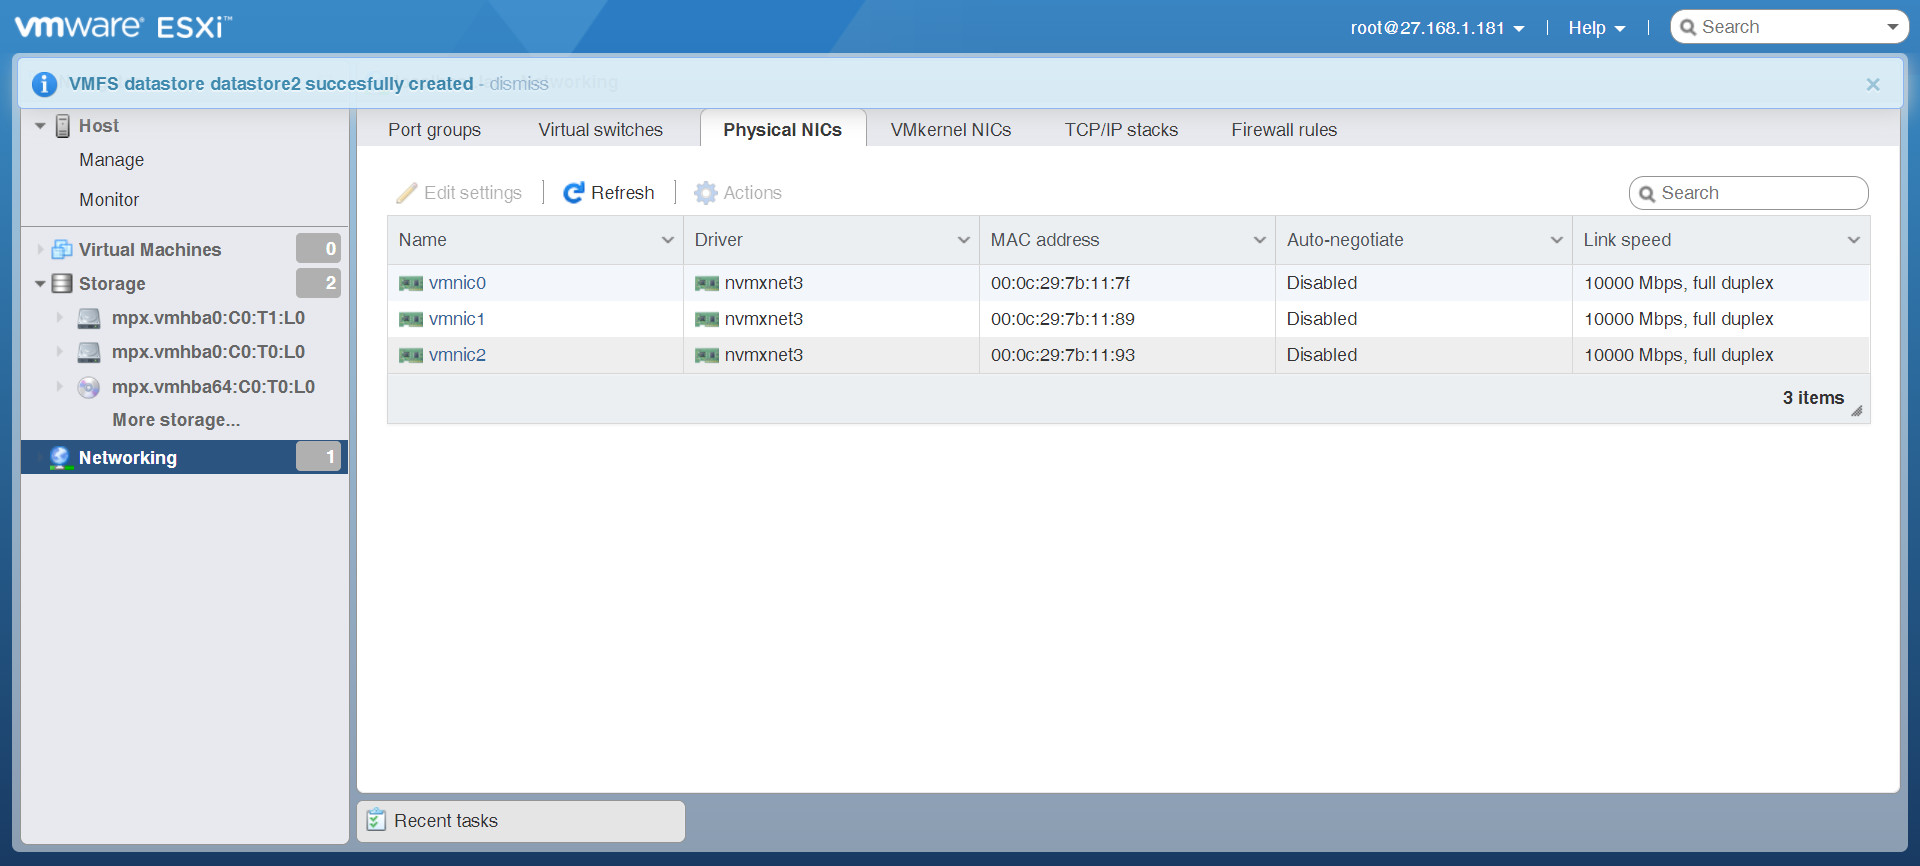 vmware ESXi™
root@27.168.1.181
Help
Search
VMFS datastore datastore2 succesfully created - dismiss
Host
Manage
Monitor
Virtual Machines 0
Storage 2
mpx.vmhba0:C0:T1:L0
mpx.vmhba0:C0:T0:L0
mpx.vmhba64:C0:T0:L0
More storage...
Networking 1
Port groups
Virtual switches
Physical NICs
VMkernel NICs
TCP/IP stacks
Firewall rules
Edit settings
Refresh
Actions
Search
Name Driver MAC address Auto-negotiate Link speed
vmnic0 nvmxnet3 00:0c:29:7b:11:7f Disabled 10000 Mbps, full duplex
vmnic1 nvmxnet3 00:0c:29:7b:11:89 Disabled 10000 Mbps, full duplex
vmnic2 nvmxnet3 00:0c:29:7b:11:93 Disabled 10000 Mbps, full duplex
3 items
Recent tasks